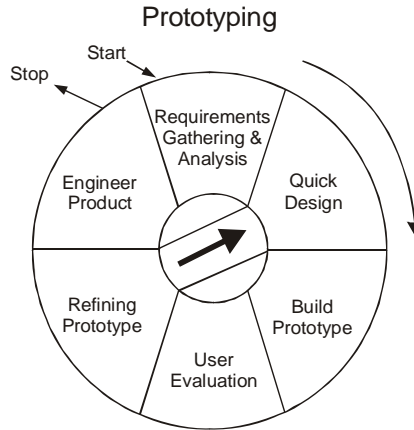 Prototyping
Start
Stop
Requirements
Gathering &
Analysis
Quick
Design
Build
Prototype
User
Evaluation
Refining
Prototype
Engineer
Product